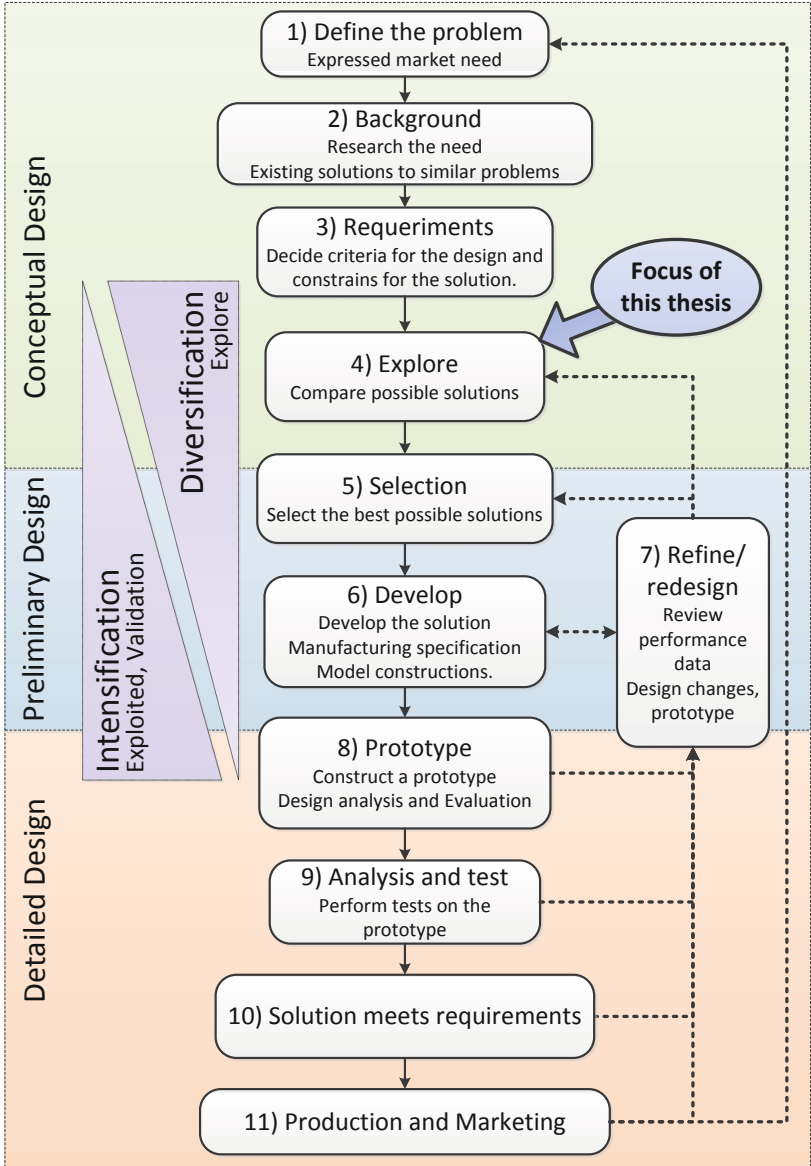 Conceptual Design
1) Define the problem
Expressed market need
2) Background
Research the need
Existing solutions to similar problems
3) Requeriments
Decide criteria for the design and
constrains for the solution.
Focus of
this thesis
4) Explore
Compare possible solutions
Diversification
Explore
Preliminary Design
5) Selection
Select the best possible solutions
6) Develop
Develop the solution
Manufacturing specification
Model constructions.
7) Refine/
redesign
Review
performance
data
Design changes,
prototype
Intensification
Exploited, Validation
Detailed Design
8) Prototype
Construct a prototype
Design analysis and Evaluation
9) Analysis and test
Perform tests on the
prototype
10) Solution meets requirements
11) Production and Marketing